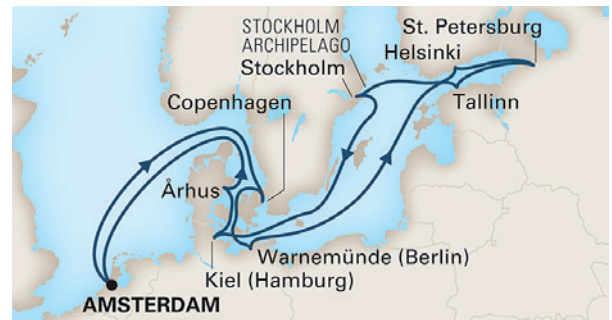 STOCKHOLM
ARCHIPELAGO
Stockholm
St. Petersburg
Helsinki
Tallinn
Copenhagen
Århus
Warnemünde (Berlin)
Kiel (Hamburg)
AMSTERDAM